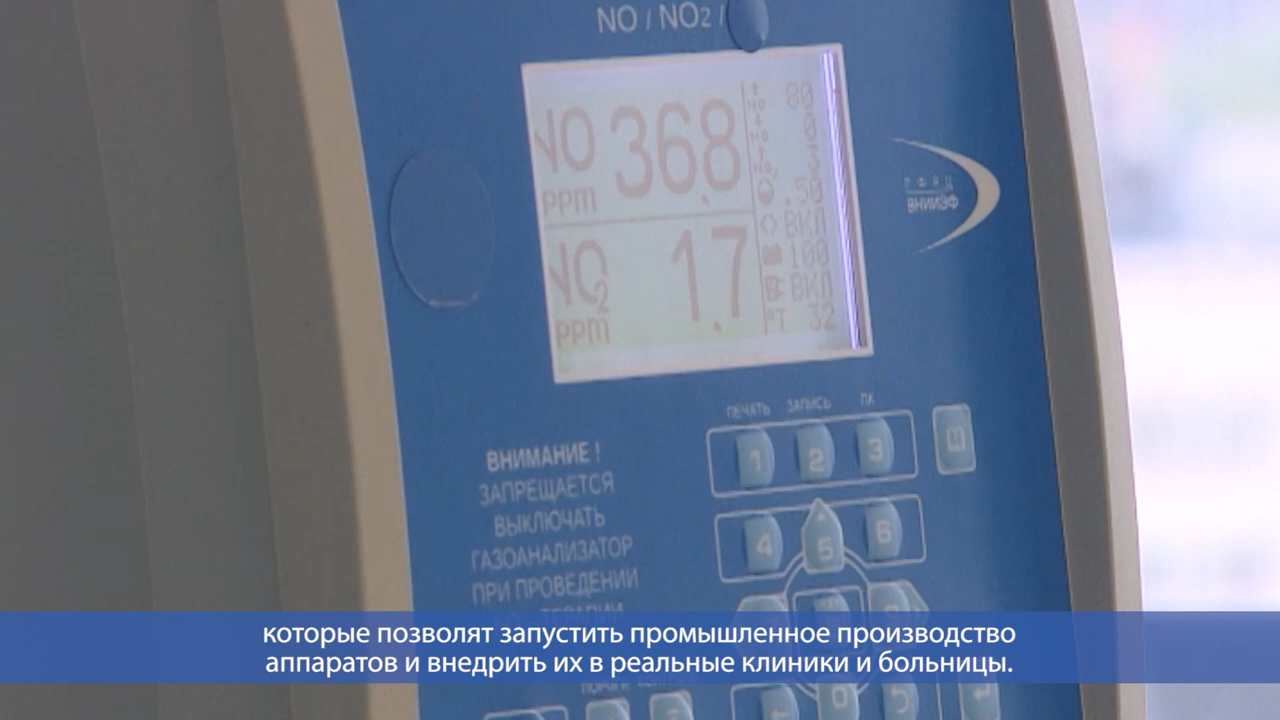 NO / NO2 /
NO 368
PPM
NO2 1,7
PPM
80
.50
ВКЛ
100
ВКЛ
°T 32
РФЯЦ
ВНИИЭФ
ПЕЧАТЬ ЗАПИСЬ ПК
1 2 3
4 5 6
ВНИМАНИЕ !
ЗАПРЕЩАЕТСЯ
ВЫКЛЮЧАТЬ
ГАЗОАНАЛИЗАТОР
ПРИ ПРОВЕДЕНИИ
которые позволят запустить промышленное производство
аппаратов и внедрить их в реальные клиники и больницы.
0